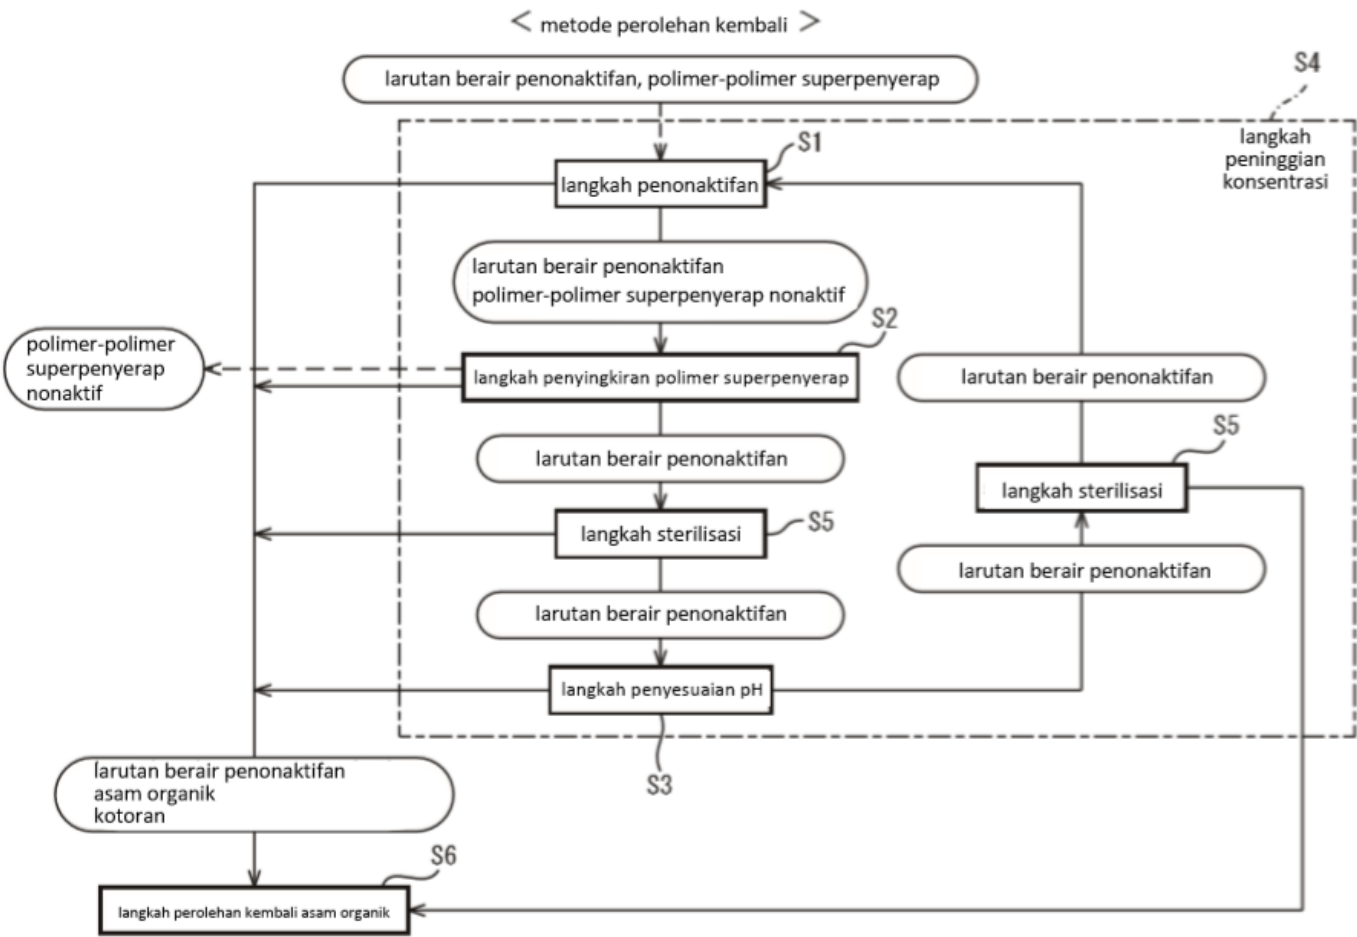 < metode perolehan kembali >
larutan berair penonaktifan, polimer-polimer superpenyerap
S4
langkah
peninggian
konsentrasi
S1
langkah penonaktifan
larutan berair penonaktifan
polimer-polimer superpenyerap nonaktif
S2
polimer-polimer
superpenyerap
nonaktif
langkah penyingkiran polimer superpenyerap
larutan berair penonaktifan
larutan berair penonaktifan
S5
langkah sterilisasi
langkah sterilisasi
S5
larutan berair penonaktifan
larutan berair penonaktifan
langkah penyesuaian pH
S3
larutan berair penonaktifan
asam organik
kotoran
S6
langkah perolehan kembali asam organik